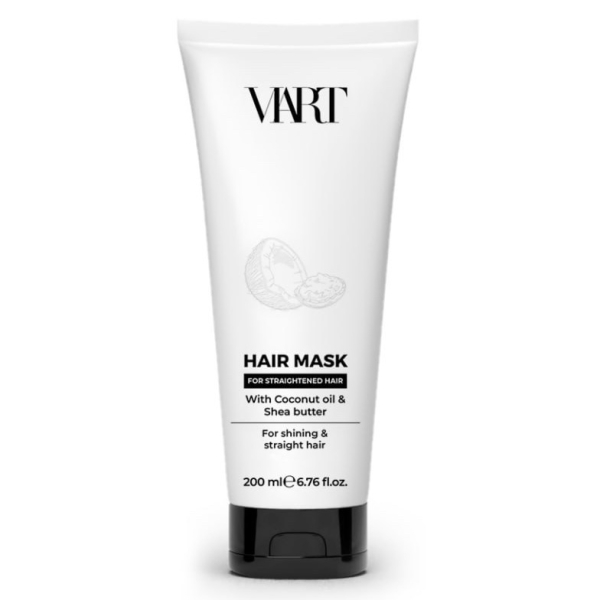 VIART
HAIR MASK
FOR STRAIGHTENED HAIR
With Coconut oil &
Shea butter
For shining &
straight hair
200 ml℮6.76 fl.oz.